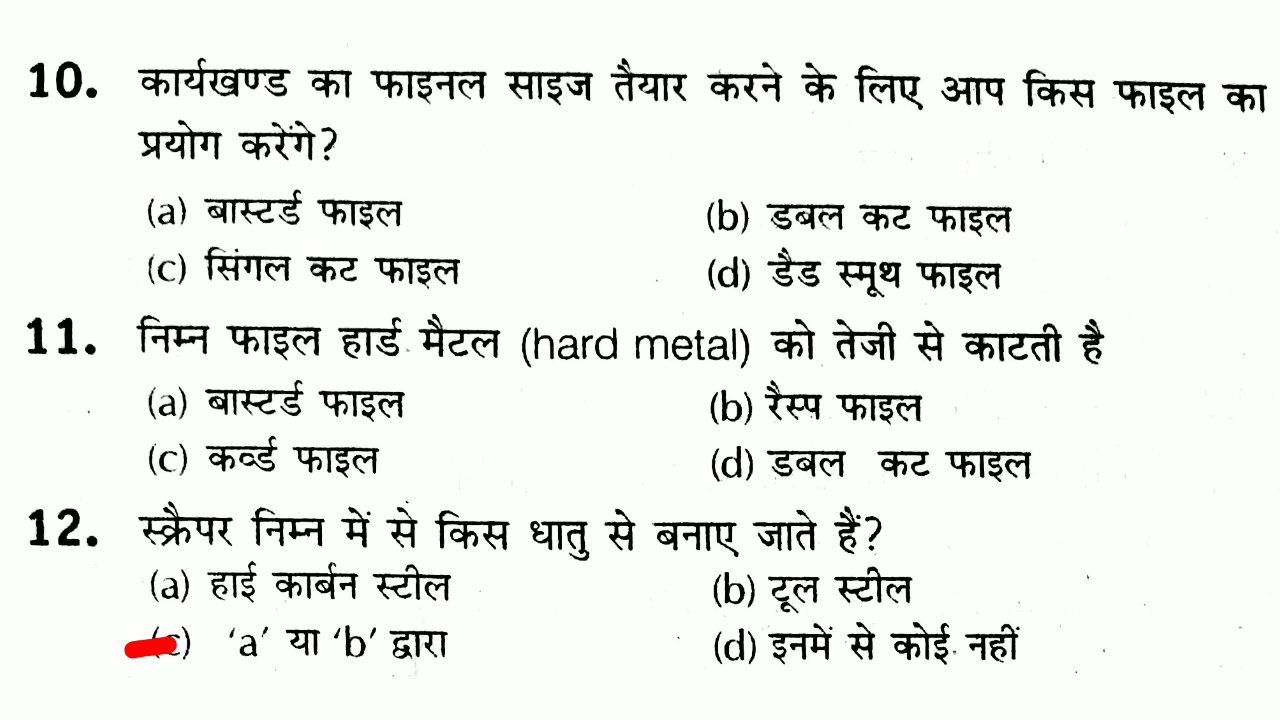 10. कार्यखण्ड का फाइनल साइज तैयार करने के लिए आप किस फाइल का
प्रयोग करेंगे?
(a) बास्टर्ड फाइल (b) डबल कट फाइल
(c) सिंगल कट फाइल (d) डैड स्मूथ फाइल
11. निम्न फाइल हार्ड मैटल (hard metal) को तेजी से काटती है
(a) बास्टर्ड फाइल (b) रैस्प फाइल
(c) कर्व्ड फाइल (d) डबल कट फाइल
12. स्क्रैपर निम्न में से किस धातु से बनाए जाते हैं?
(a) हाई कार्बन स्टील (b) टूल स्टील
(c) ‘a’ या ‘b’ द्वारा (d) इनमें से कोई नहीं